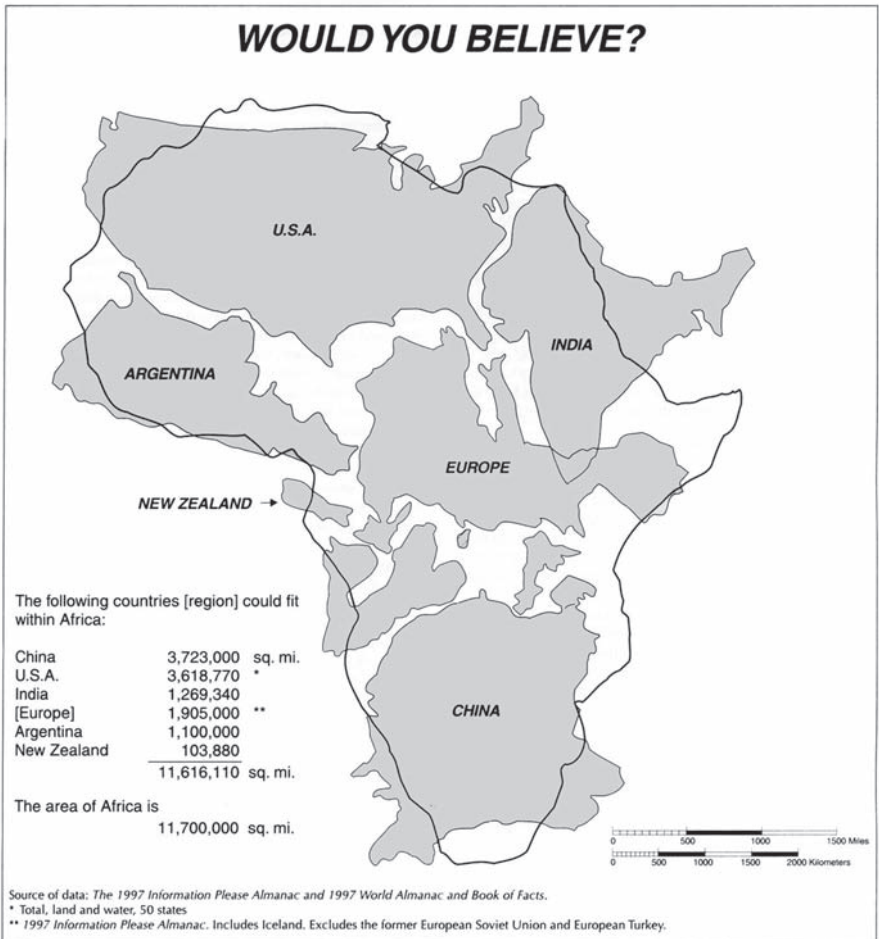 WOULD YOU BELIEVE?
U.S.A.
INDIA
ARGENTINA
EUROPE
NEW ZEALAND
CHINA
The following countries [region] could fit
within Africa:
China 3,723,000 sq. mi.
U.S.A. 3,618,770 *
India 1,269,340
[Europe] 1,905,000 **
Argentina 1,100,000
New Zealand 103,880
11,616,110 sq. mi.
The area of Africa is
11,700,000 sq. mi.
0 500 1000 1500 Miles
0 500 1000 1500 2000 Kilometers
Source of data: The 1997 Information Please Almanac and 1997 World Almanac and Book of Facts.
* Total, land and water, 50 states
** 1997 Information Please Almanac. Includes Iceland. Excludes the former European Soviet Union and European Turkey.